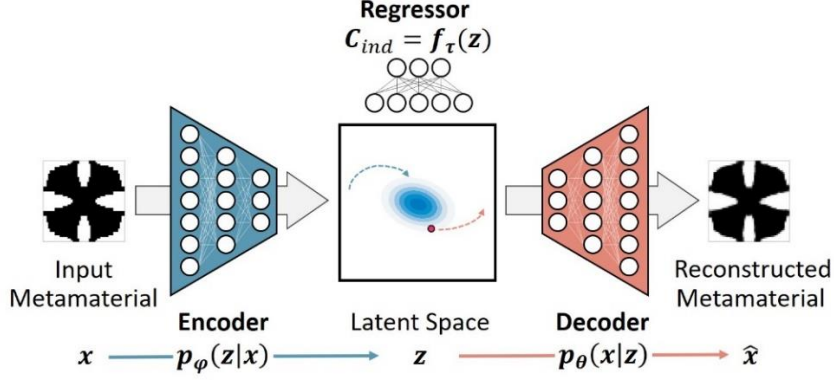 Regressor
C_ind = f_τ(z)
Input
Metamaterial
Reconstructed
Metamaterial
Encoder
Latent Space
Decoder
x
p_φ(z|x)
z
p_θ(x|z)
x̂